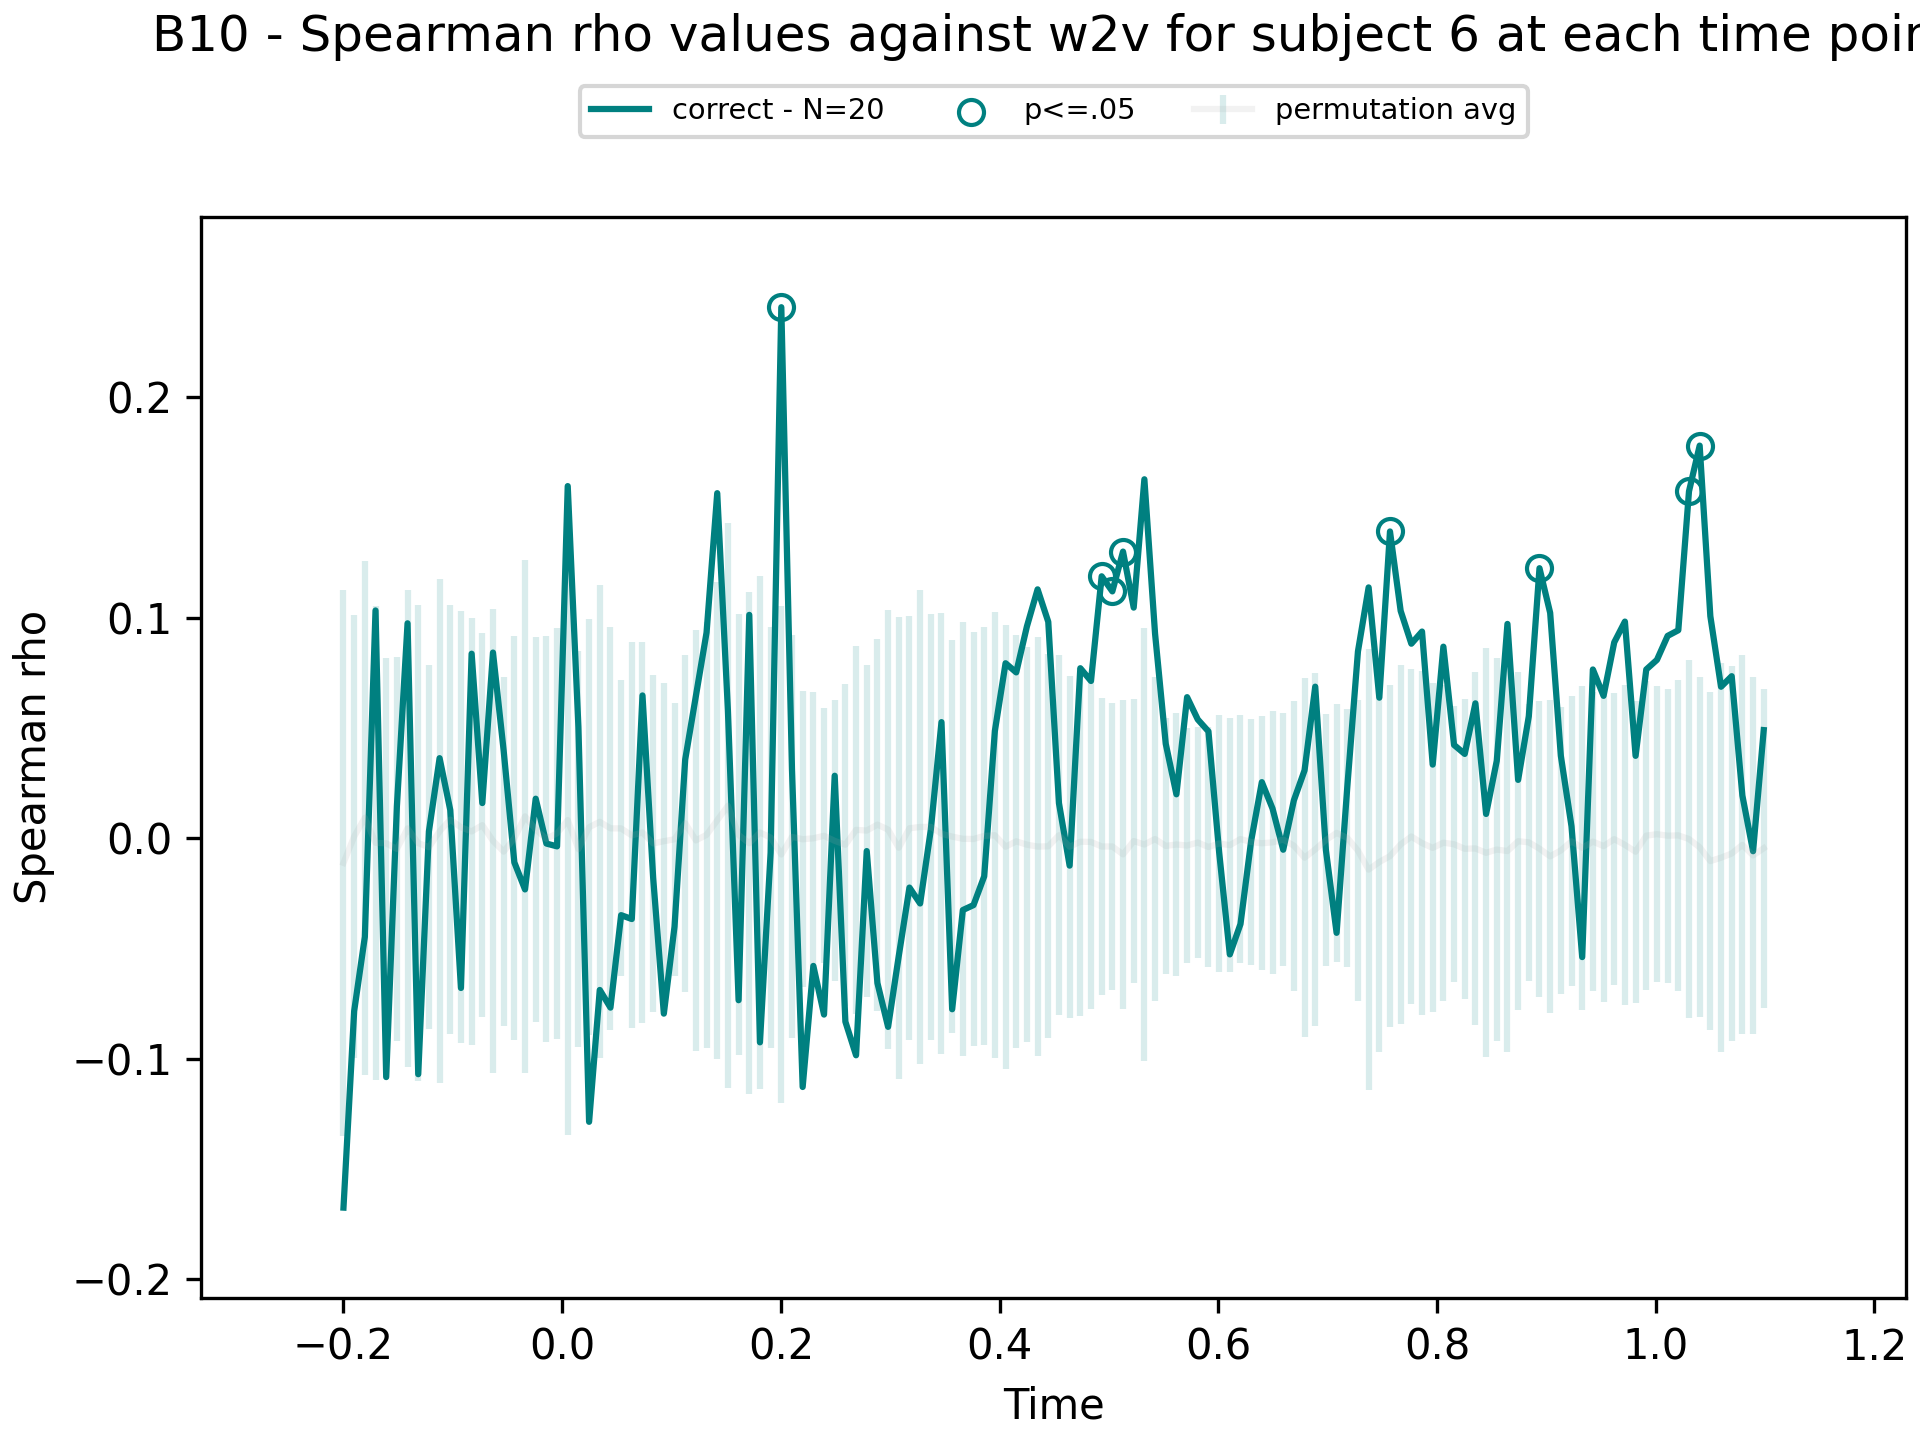 B10 - Spearman rho values against w2v for subject 6 at each time poin
correct - N=20 p<=.05 permutation avg
Spearman rho
0.2
0.1
0.0
−0.1
−0.2
−0.2 0.0 0.2 0.4 0.6 0.8 1.0 1.2
Time